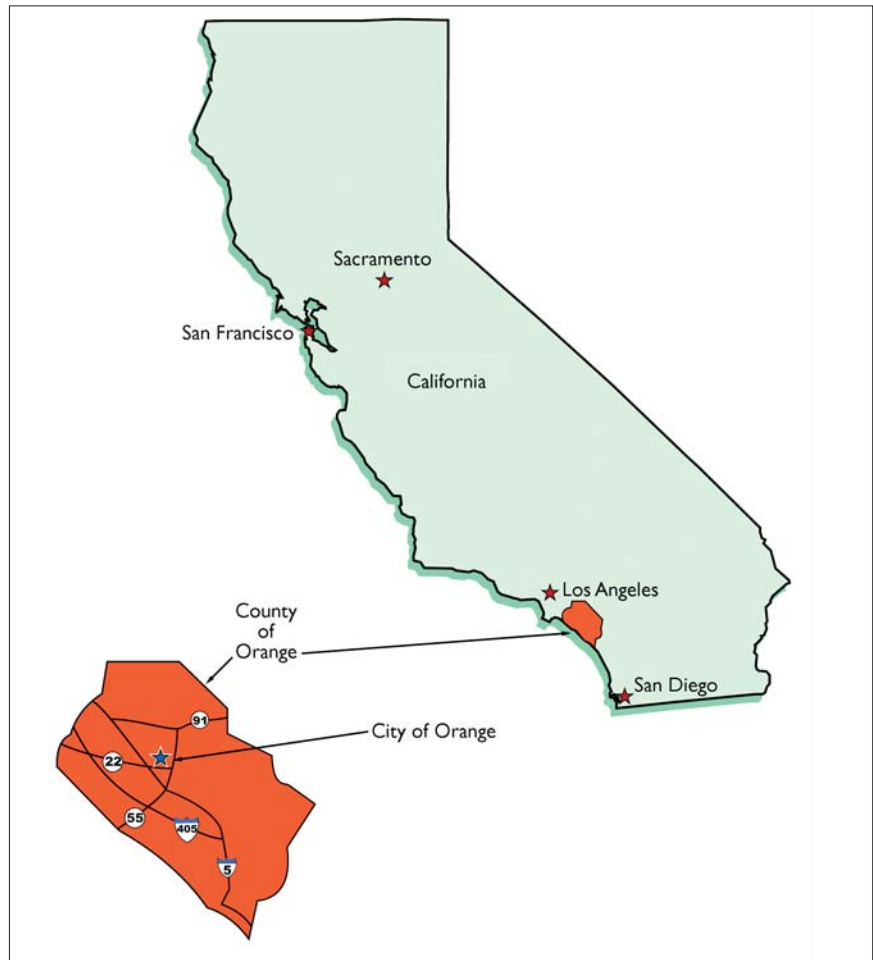 Sacramento
San Francisco
California
Los Angeles
County
of
Orange
San Diego
91
City of Orange
22
55
405
5